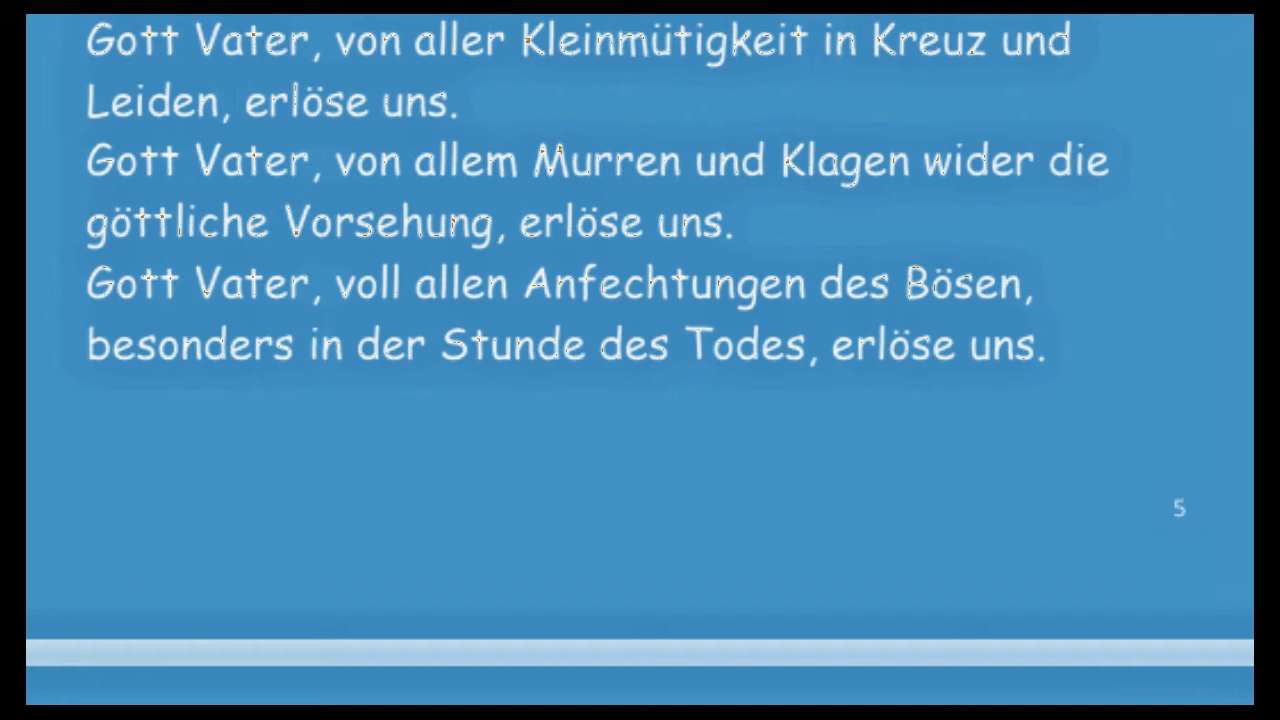 Gott Vater, von aller Kleinmütigkeit in Kreuz und
Leiden, erlöse uns.
Gott Vater, von allem Murren und Klagen wider die
göttliche Vorsehung, erlöse uns.
Gott Vater, voll allen Anfechtungen des Bösen,
besonders in der Stunde des Todes, erlöse uns.
5